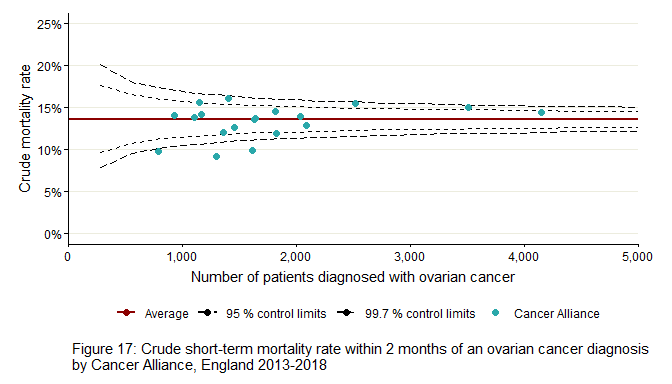 25%
20%
15%
10%
5%
0%
Crude mortality rate
0 1,000 2,000 3,000 4,000 5,000
Number of patients diagnosed with ovarian cancer
Average 95 % control limits 99.7 % control limits Cancer Alliance
Figure 17: Crude short-term mortality rate within 2 months of an ovarian cancer diagnosis
by Cancer Alliance, England 2013-2018